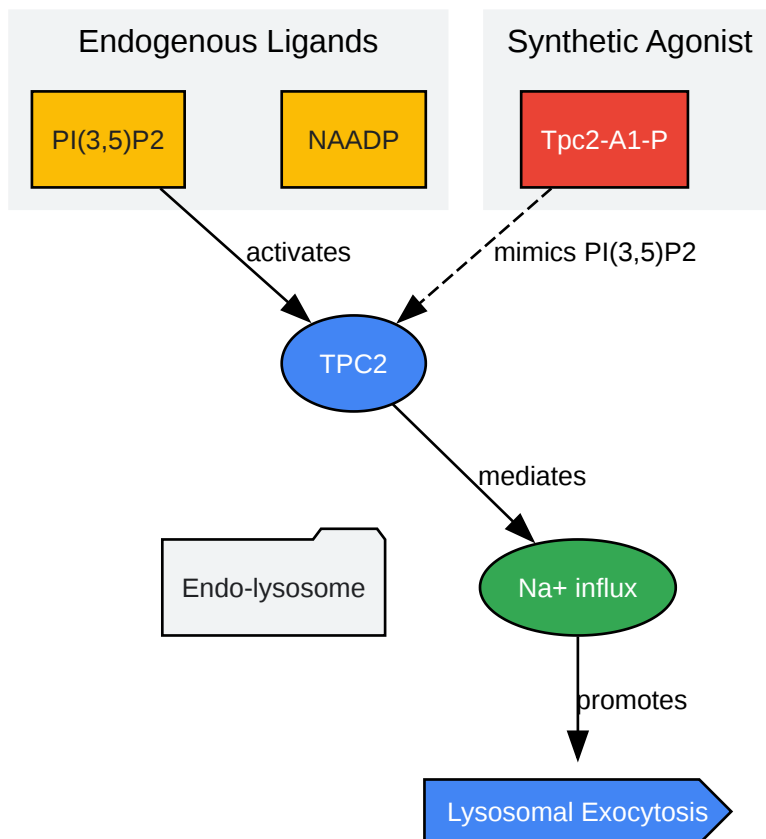 Endogenous Ligands
Synthetic Agonist
PI(3,5)P2
NAADP
Tpc2-A1-P
activates
mimics PI(3,5)P2
TPC2
mediates
Endo-lysosome
Na+ influx
promotes
Lysosomal Exocytosis